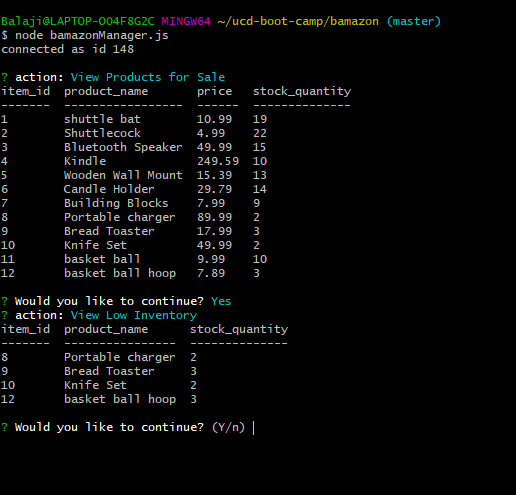 Balaji@LAPTOP-OO4F8G2C MINGW64 ~/ucd-boot-camp/bamazon (master)
$ node bamazonManager.js
connected as id 148
? action: View Products for Sale
item_id  product_name       price   stock_quantity
-------  -----------------  ------  --------------
1        shuttle bat        10.99   19
2        Shuttlecock        4.99    22
3        Bluetooth Speaker  49.99   15
4        Kindle             249.59  10
5        Wooden Wall Mount  15.39   13
6        Candle Holder      29.79   14
7        Building Blocks    7.99    9
8        Portable charger   89.99   2
9        Bread Toaster      17.99   3
10       Knife Set          49.99   2
11       basket ball        9.99    10
12       basket ball hoop   7.89    3
? Would you like to continue? Yes
? action: View Low Inventory
item_id  product_name      stock_quantity
-------  ----------------  --------------
8        Portable charger  2
9        Bread Toaster     3
10       Knife Set         2
12       basket ball hoop  3
? Would you like to continue? (Y/n)